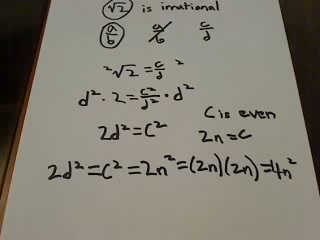 √2 is irrational
a/b a/b c/d
²√2 = c/d ²
d² · 2 = c²/d² · d²
C is even
2d² = C²
2n = C
2d² = C² = 2n² = (2n)(2n) = 4n²